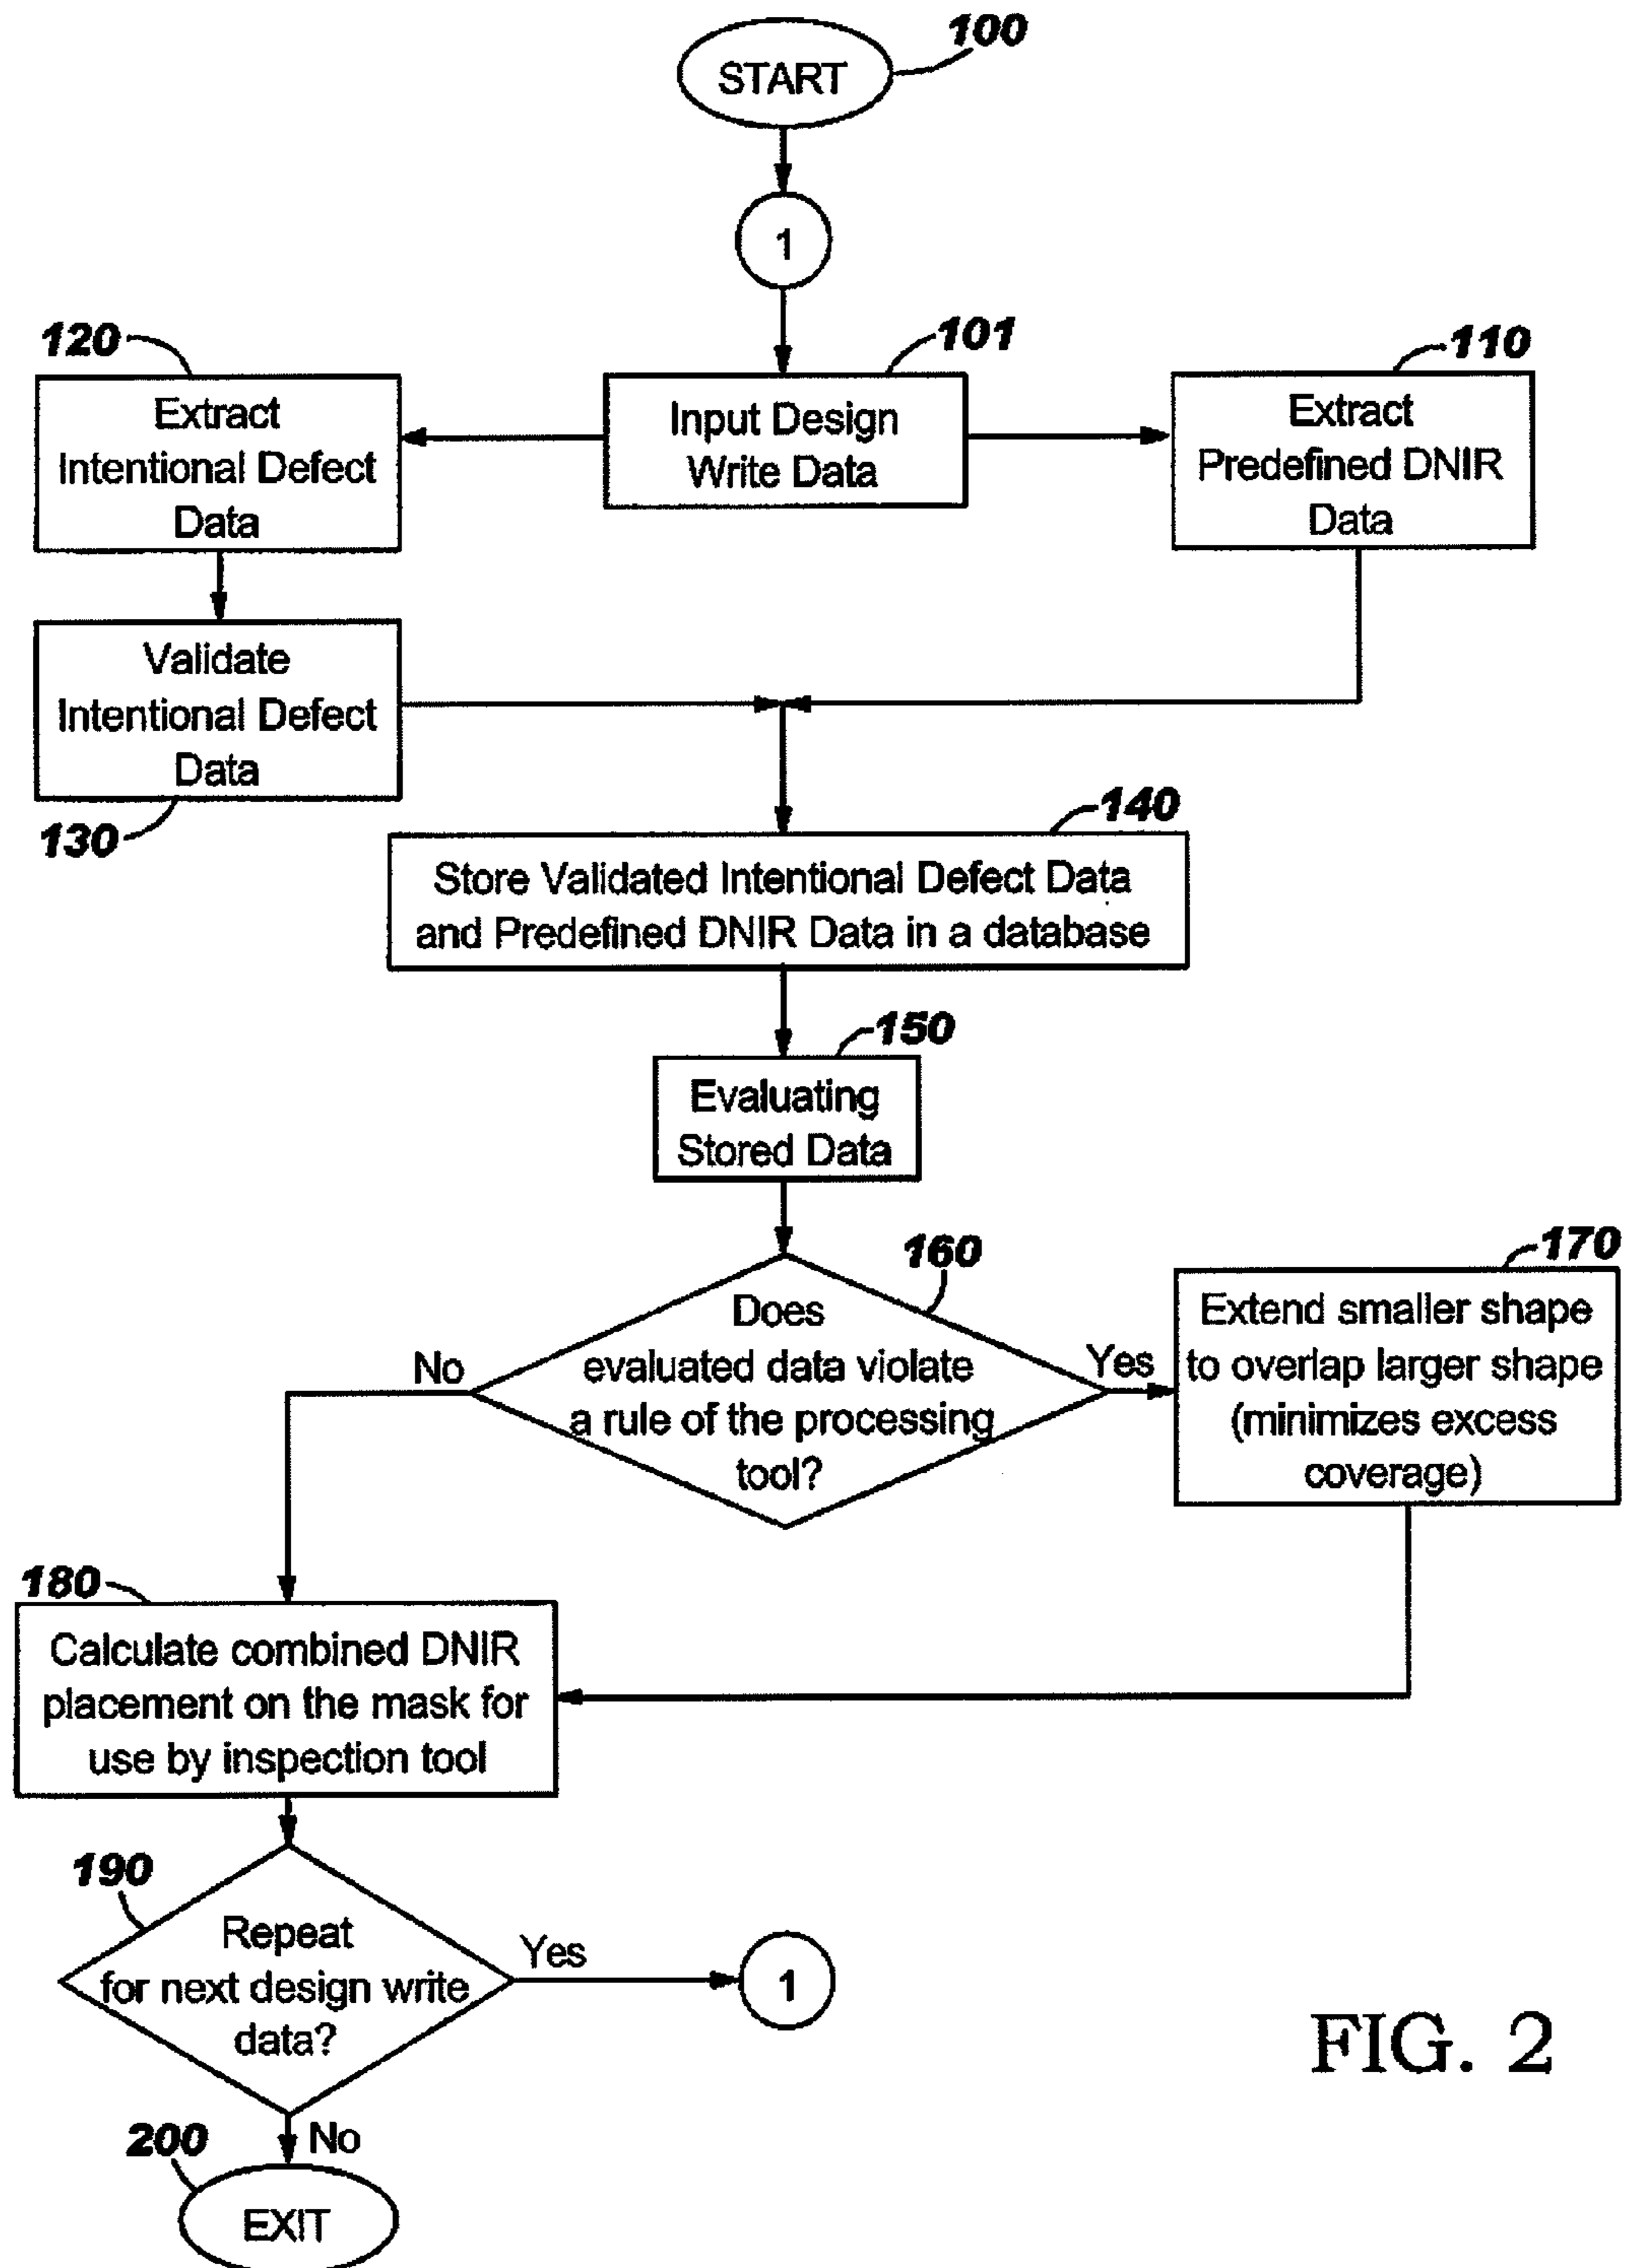 100
START
1
120
101
110
Extract
Intentional Defect
Data
Input Design
Write Data
Extract
Predefined DNIR
Data
Validate
Intentional Defect
Data
130
140
Store Validated Intentional Defect Data
and Predefined DNIR Data in a database
150
Evaluating
Stored Data
160
Does
evaluated data violate
a rule of the processing
tool?
No
Yes
170
Extend smaller shape
to overlap larger shape
(minimizes excess
coverage)
180
Calculate combined DNIR
placement on the mask for
use by inspection tool
190
Repeat
for next design write
data?
Yes
1
No
200
EXIT
FIG. 2